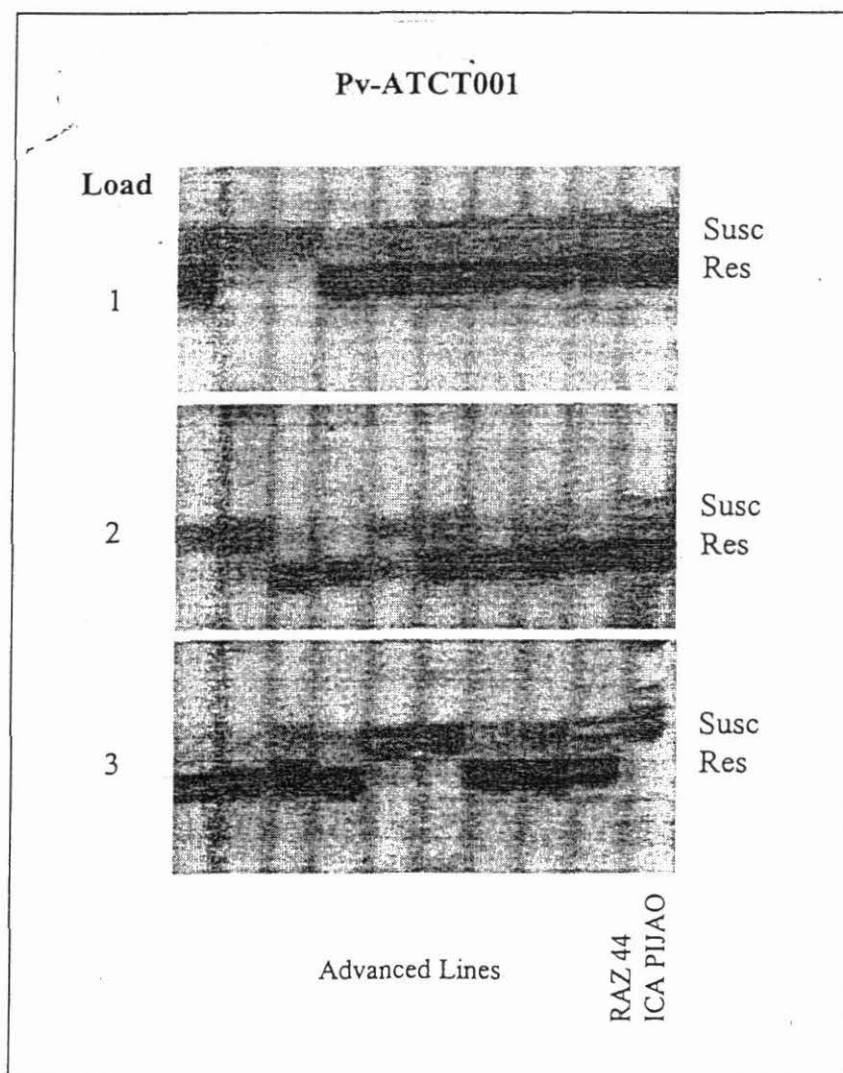 Pv-ATCT001
Load
Susc
Res
1
Susc
Res
2
Susc
Res
3
Advanced Lines
RAZ 44
ICA PIJAO